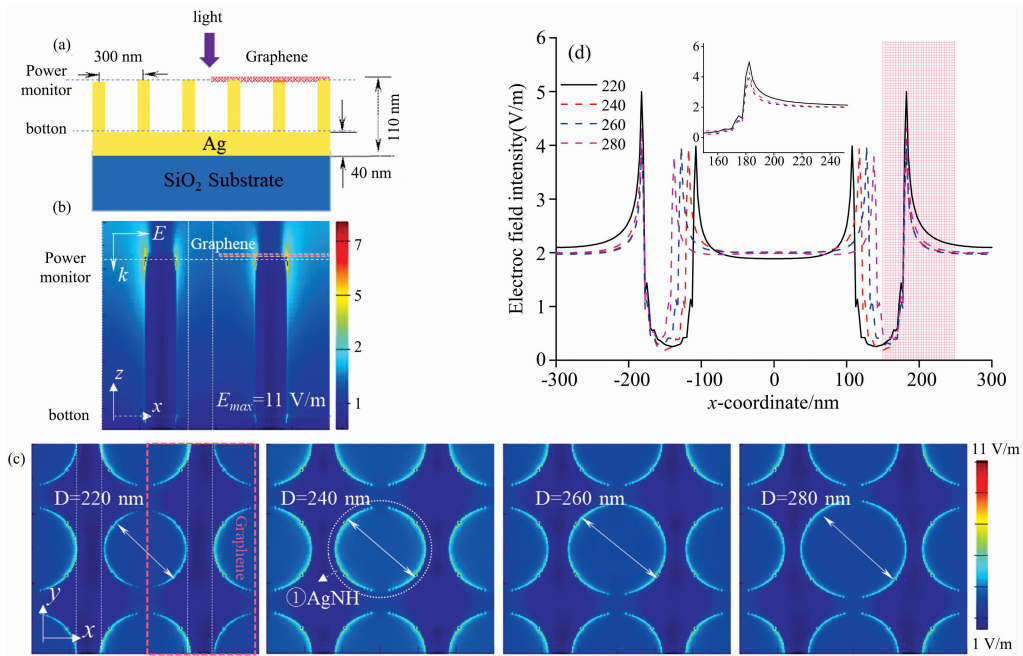 light
(a)
300 nm
Graphene
Power
monitor
botton
110 nm
Ag
40 nm
SiO2 Substrate
(b)
E
k
Graphene
Power
monitor
z
x
botton
Emax=11 V/m
7
5
2
1
(d)
220
240
260
280
6
4
2
0
160
180
200
220
240
Electroc field intensity(V/m)
6
5
4
3
2
1
0
-300
-200
-100
0
100
200
300
x-coordinate/nm
(c)
D=220 nm
Graphene
y
x
D=240 nm
①AgNH
D=260 nm
D=280 nm
11 V/m
1 V/m